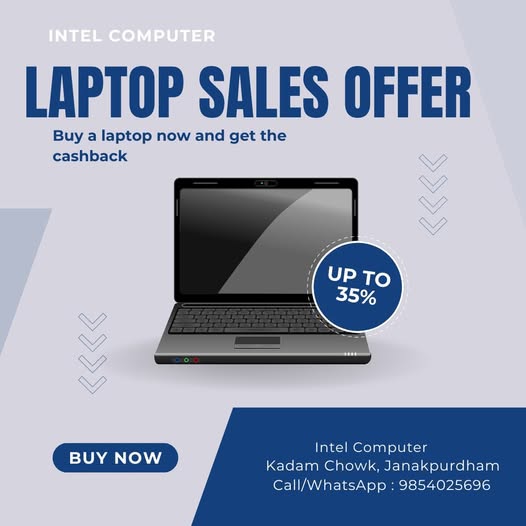 INTEL COMPUTER
LAPTOP SALES OFFER
Buy a laptop now and get the
cashback
UP TO
35%
BUY NOW
Intel Computer
Kadam Chowk, Janakpurdham
Call/WhatsApp : 9854025696